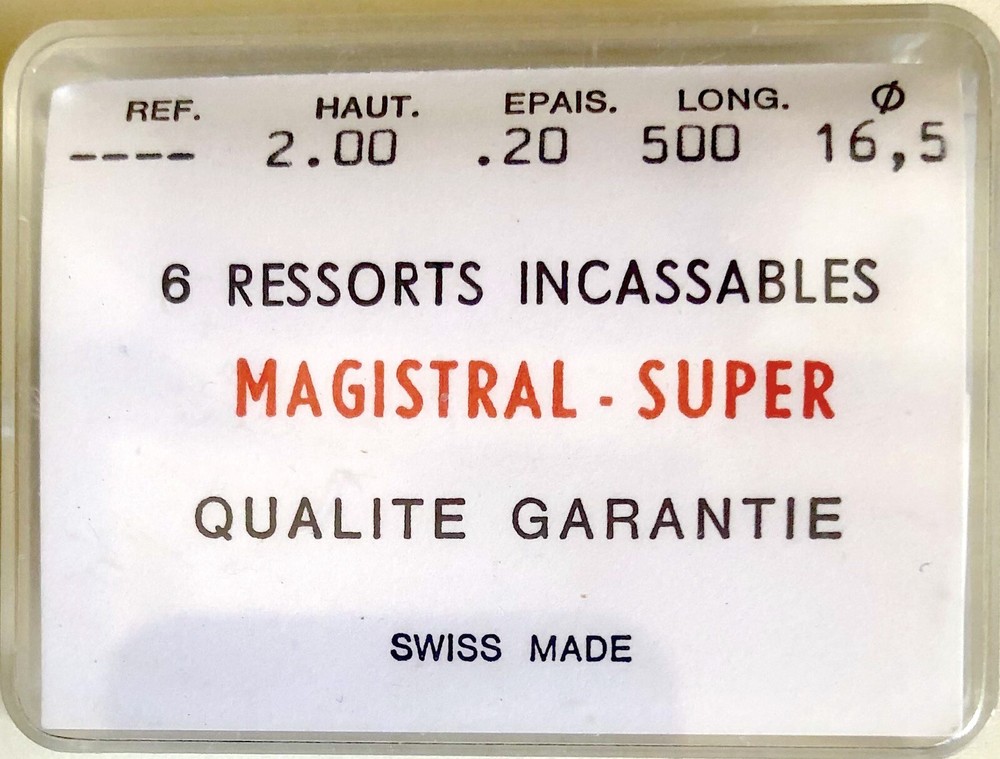 REF. HAUT. EPAIS. LONG. Ø
---- 2.00 .20 500 16,5
6 RESSORTS INCASSABLES
MAGISTRAL - SUPER
QUALITE GARANTIE
SWISS MADE